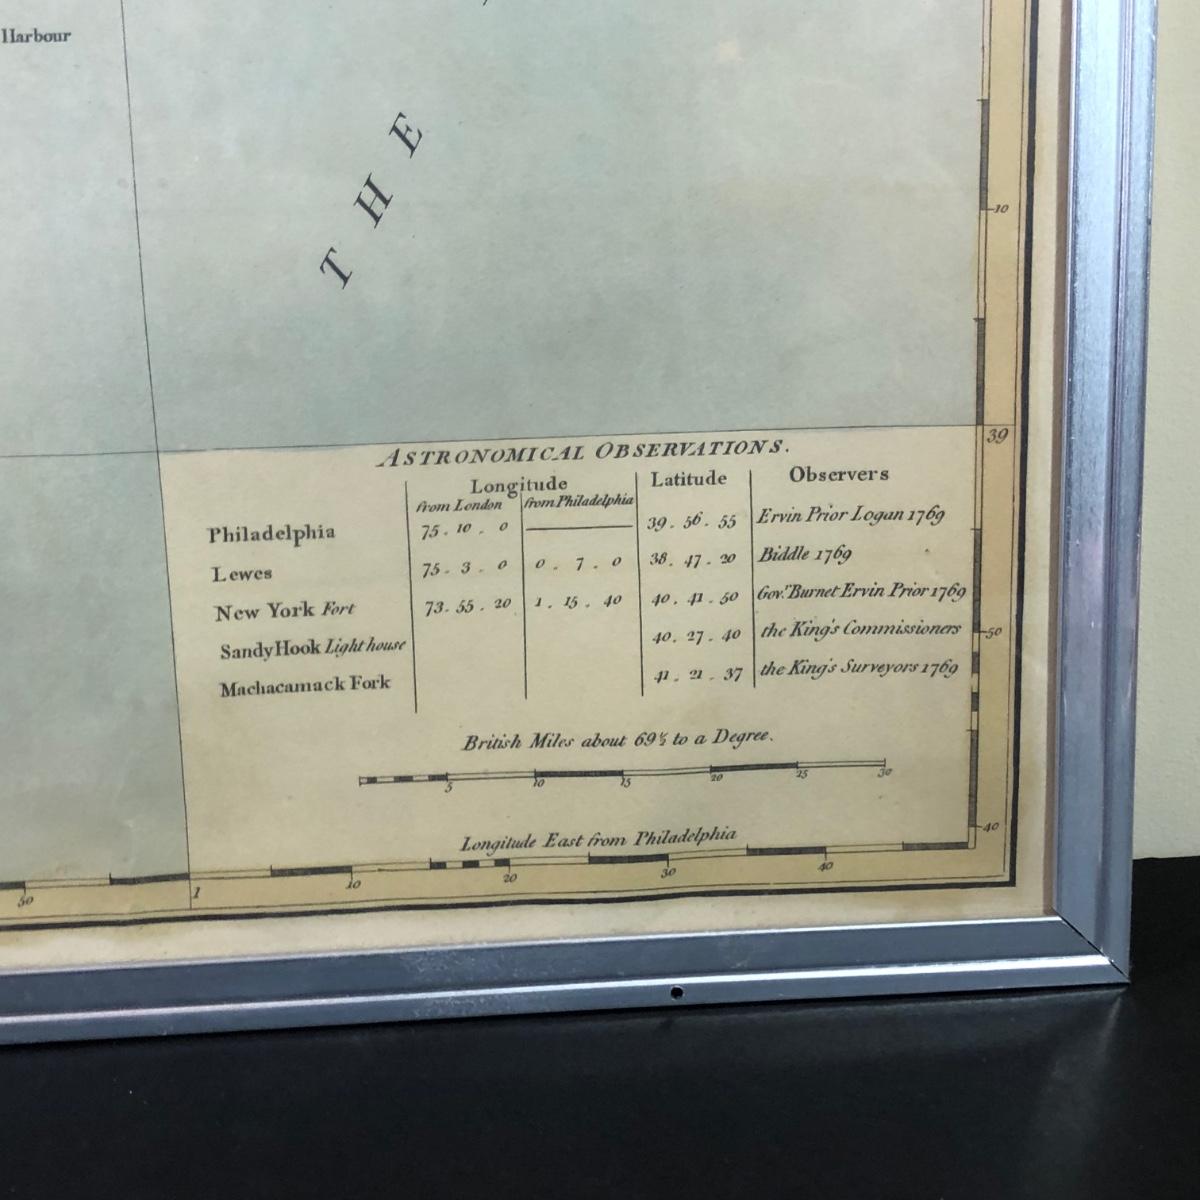 Harbour
THE
10
39
ASTRONOMICAL OBSERVATIONS.
Longitude Latitude Observers
from London from Philadelphia
Philadelphia 75. 10. 0 39. 56. 55 Ervin Prior Logan 1769
Lewes 75. 3. 0 0. 7. 0 38. 47. 20 Biddle 1769
New York Fort 73. 55. 20 1. 15. 40 40. 41. 50 Gov.r Burnet Ervin Prior 1769
Sandy Hook Light house 40. 27. 40 the King's Commissioners
Machacamack Fork 41. 21. 37 the King's Surveyors 1769
50
British Miles about 69½ to a Degree.
5 10 15 20 25 30
40
Longitude East from Philadelphia
50 1 10 20 30 40